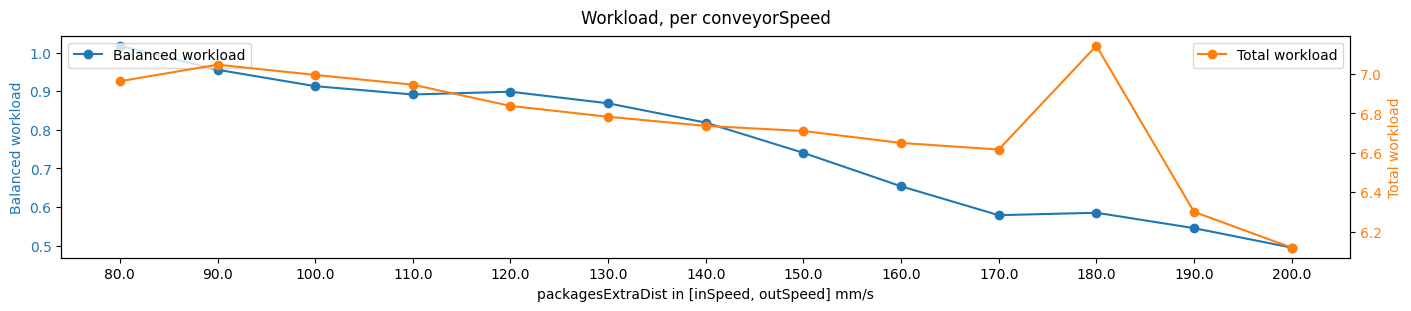 Workload, per conveyorSpeed
Balanced workload
Total workload
Balanced workload
1.0
0.9
0.8
0.7
0.6
0.5
7.0
6.8
6.6
6.4
6.2
Total workload
80.0 90.0 100.0 110.0 120.0 130.0 140.0 150.0 160.0 170.0 180.0 190.0 200.0
packagesExtraDist in [inSpeed, outSpeed] mm/s